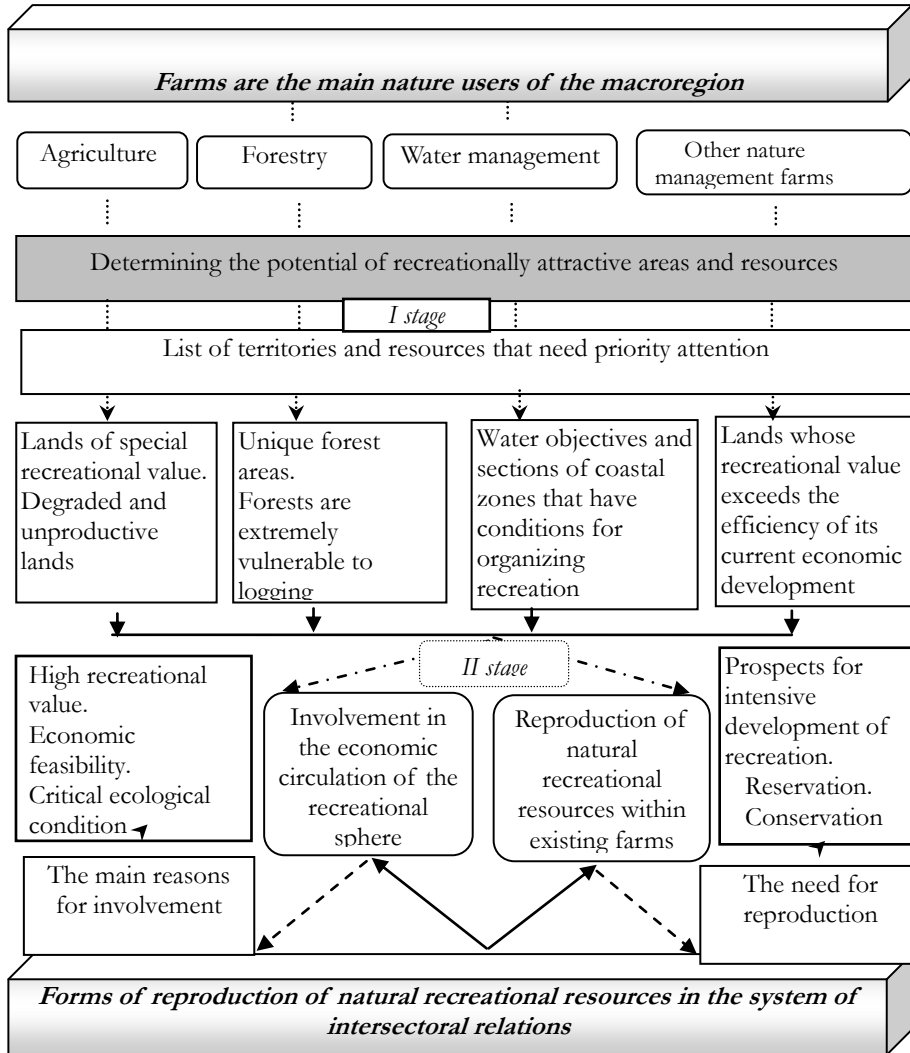 Farms are the main nature users of the macroregion
Agriculture
Forestry
Water management
Other nature
management farms
Determining the potential of recreationally attractive areas and resources
I stage
List of territories and resources that need priority attention
Lands of special
recreational value.
Degraded and
unproductive
lands
Unique forest
areas.
Forests are
extremely
vulnerable to
logging
Water objectives and
sections of coastal
zones that have
conditions for
organizing
recreation
Lands whose
recreational value
exceeds the
efficiency of its
current economic
development
II stage
High recreational
value.
Economic
feasibility.
Critical ecological
condition
Involvement in
the economic
circulation of the
recreational
sphere
Reproduction of
natural
recreational
resources within
existing farms
Prospects for
intensive
development of
recreation.
Reservation.
Conservation
The main reasons
for involvement
The need for
reproduction
Forms of reproduction of natural recreational resources in the system of
intersectoral relations